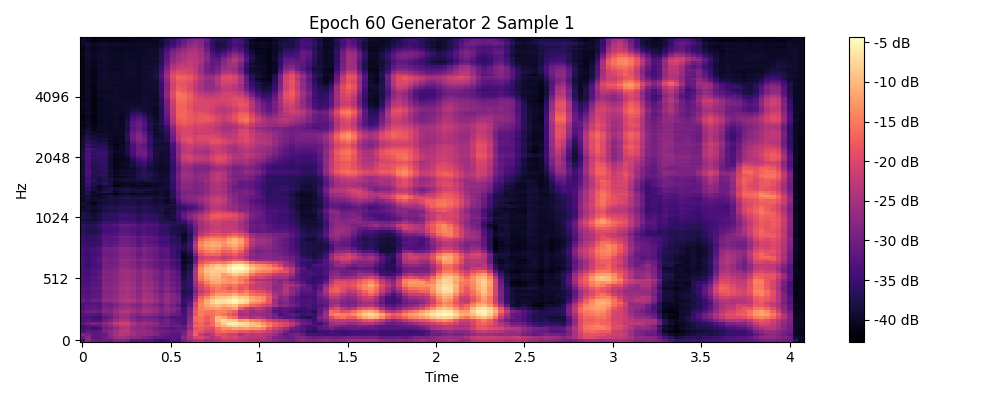 Epoch 60 Generator 2 Sample 1
Hz
4096
2048
1024
512
0
0 0.5 1 1.5 2 2.5 3 3.5 4
Time
-5 dB
-10 dB
-15 dB
-20 dB
-25 dB
-30 dB
-35 dB
-40 dB